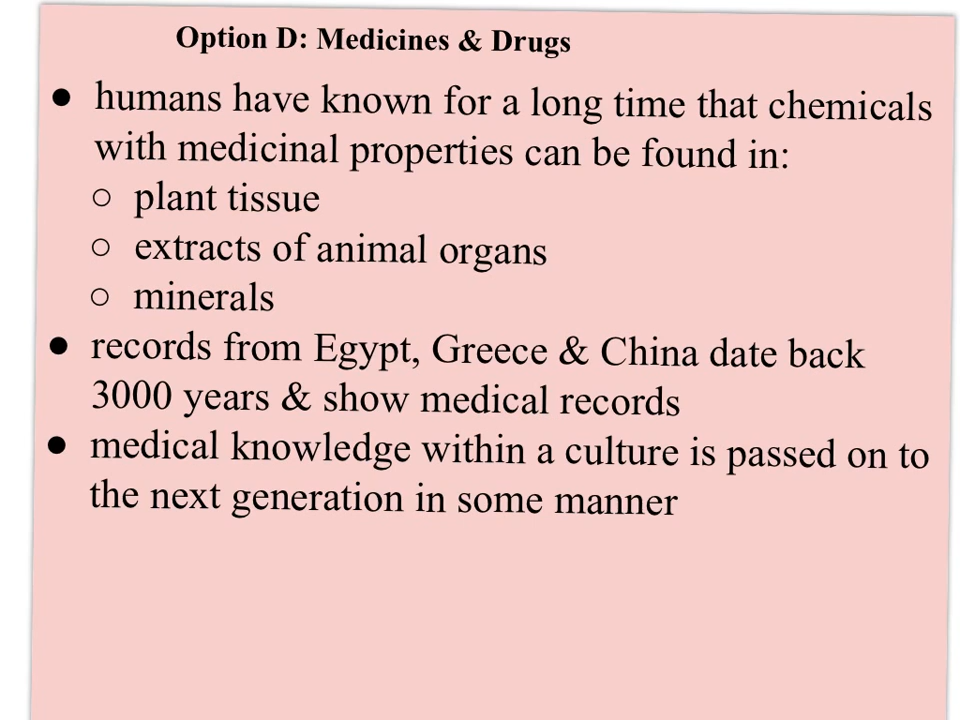 Option D: Medicines & Drugs
● humans have known for a long time that chemicals
with medicinal properties can be found in:
○ plant tissue
○ extracts of animal organs
○ minerals
● records from Egypt, Greece & China date back
3000 years & show medical records
● medical knowledge within a culture is passed on to
the next generation in some manner